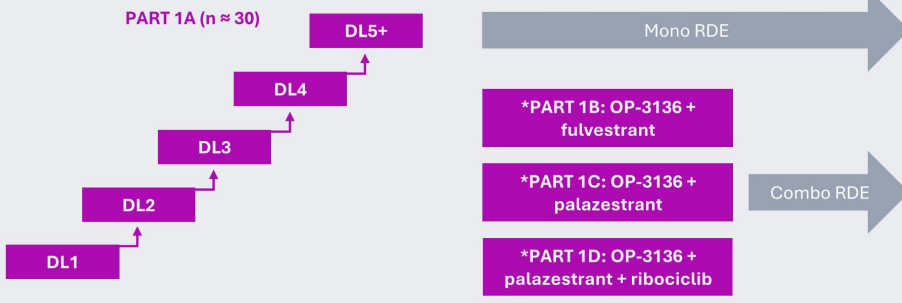 PART 1A (n ≈ 30)
DL5+
DL4
DL3
DL2
DL1
Mono RDE
*PART 1B: OP-3136 +
fulvestrant
*PART 1C: OP-3136 +
palazestrant
Combo RDE
*PART 1D: OP-3136 +
palazestrant + ribociclib